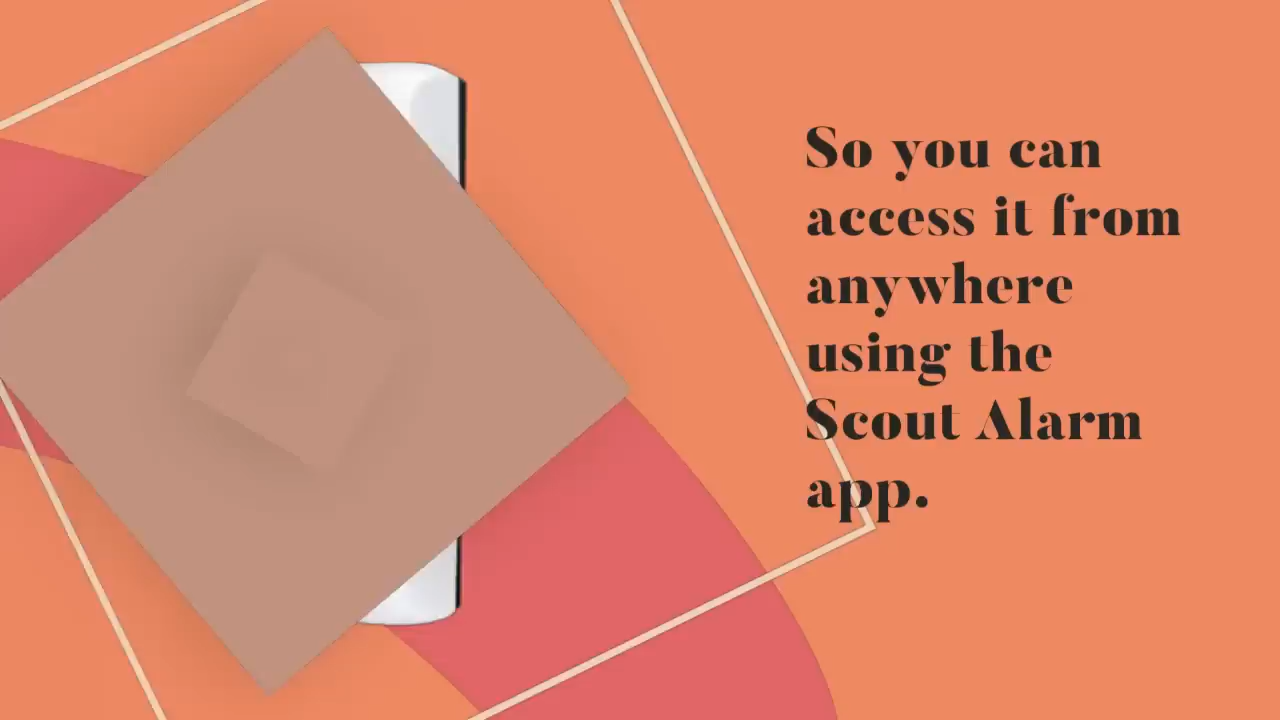 So you can
access it from
anywhere
using the
Scout Alarm
app.